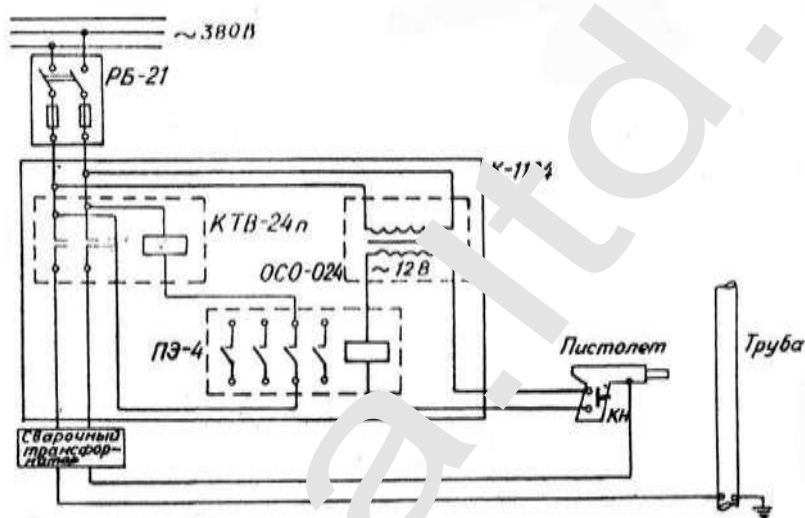 ~380В
РБ-21
КТВ-24п
ОСО-024
~12В
ПЭ-4
Пистолет
Труба
КН
Сварочный
трансфор-
матор